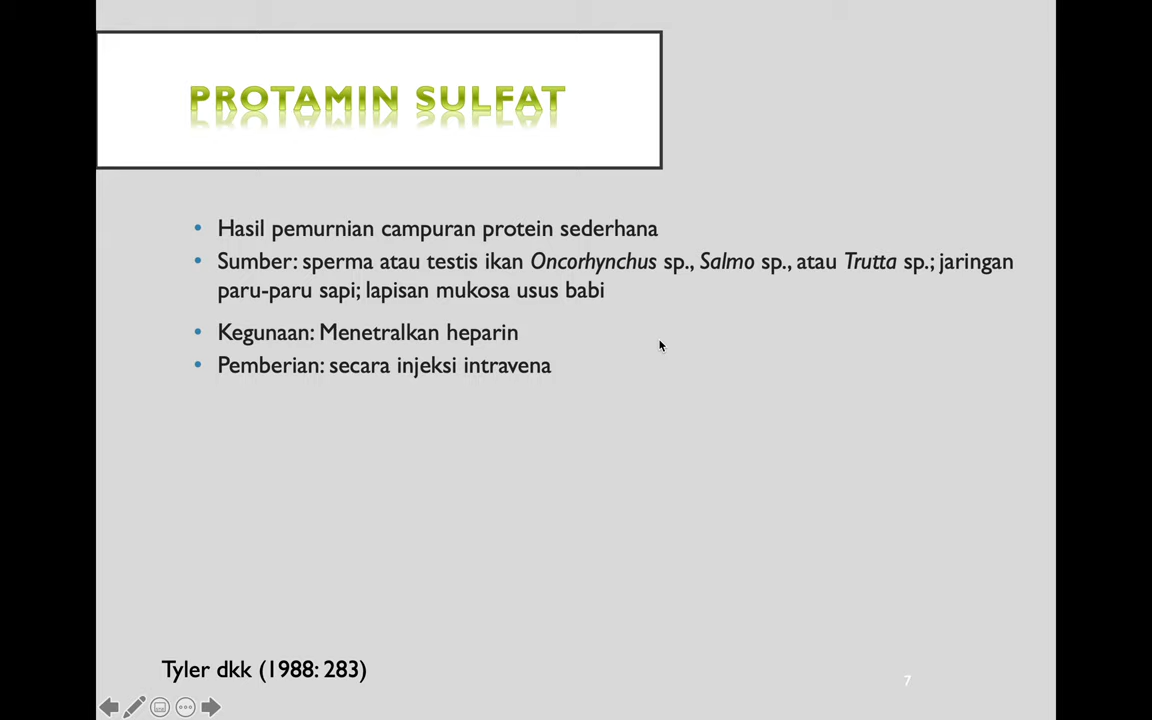 PROTAMIN SULFAT
• Hasil pemurnian campuran protein sederhana
• Sumber: sperma atau testis ikan Oncorhynchus sp., Salmo sp., atau Trutta sp.; jaringan
paru-paru sapi; lapisan mukosa usus babi
• Kegunaan: Menetralkan heparin
• Pemberian: secara injeksi intravena
Tyler dkk (1988: 283)
7